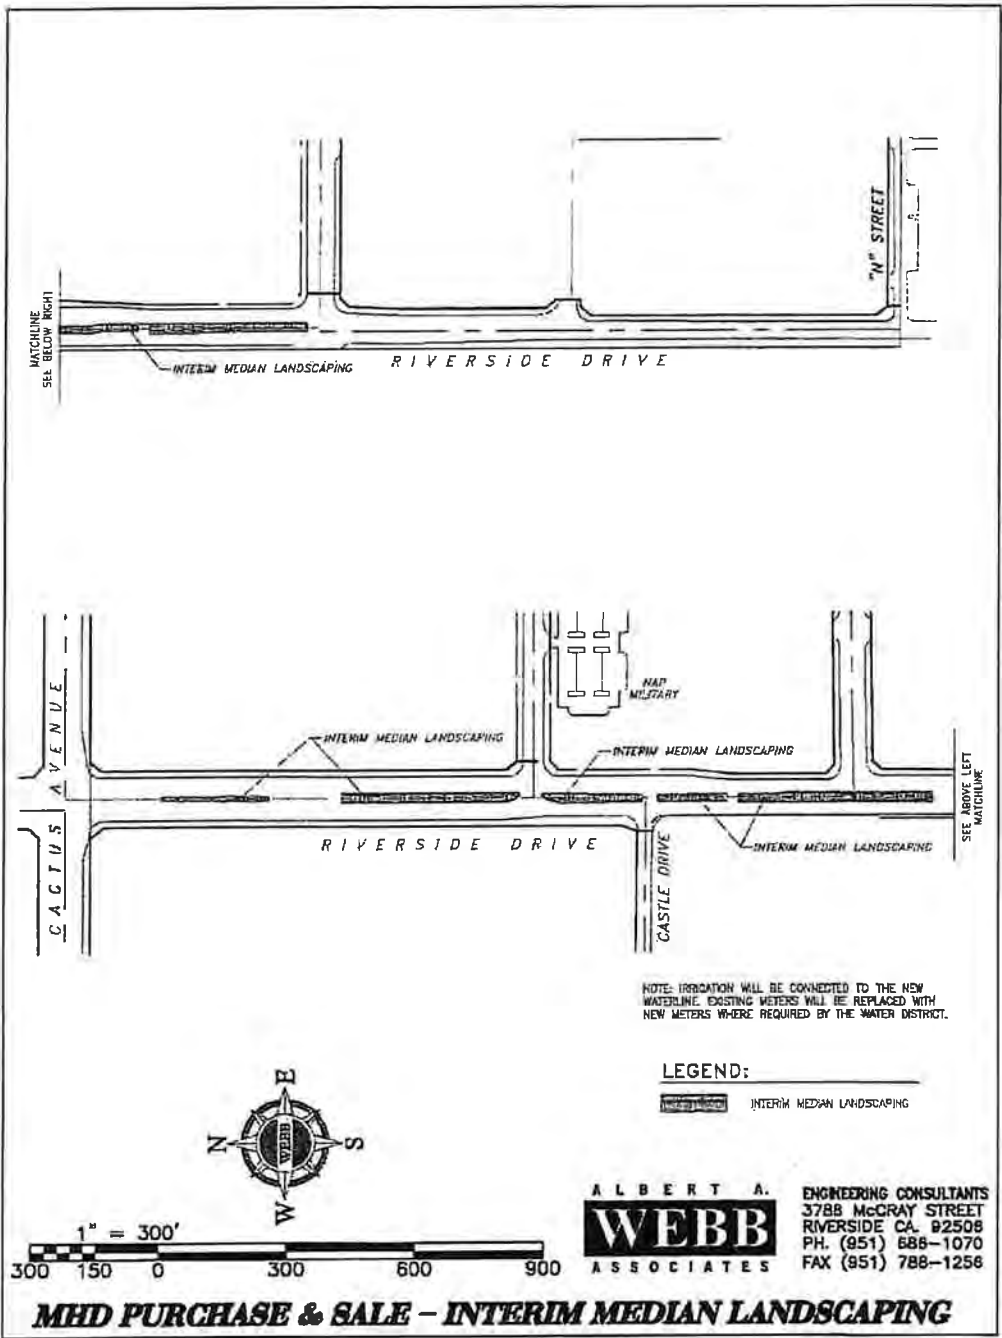 "N" STREET
MATCHLINE
SEE BELOW RIGHT
INTERIM MEDIAN LANDSCAPING
RIVERSIDE DRIVE
CACTUS AVENUE
NAP
MILITARY
INTERIM MEDIAN LANDSCAPING
INTERIM MEDIAN LANDSCAPING
SEE ABOVE LEFT
MATCHLINE
RIVERSIDE DRIVE
INTERIM MEDIAN LANDSCAPING
CASTLE DRIVE
NOTE: IRRIGATION WILL BE CONNECTED TO THE NEW
WATERLINE. EXISTING METERS WILL BE REPLACED WITH
NEW METERS WHERE REQUIRED BY THE WATER DISTRICT.
LEGEND:
INTERIM MEDIAN LANDSCAPING
E
N
WEBB
S
W
1" = 300'
300 150 0 300 600 900
ALBERT A.
WEBB
ASSOCIATES
ENGINEERING CONSULTANTS
3788 McCRAY STREET
RIVERSIDE CA. 92506
PH. (951) 686-1070
FAX (951) 788-1256
MHD PURCHASE & SALE - INTERIM MEDIAN LANDSCAPING